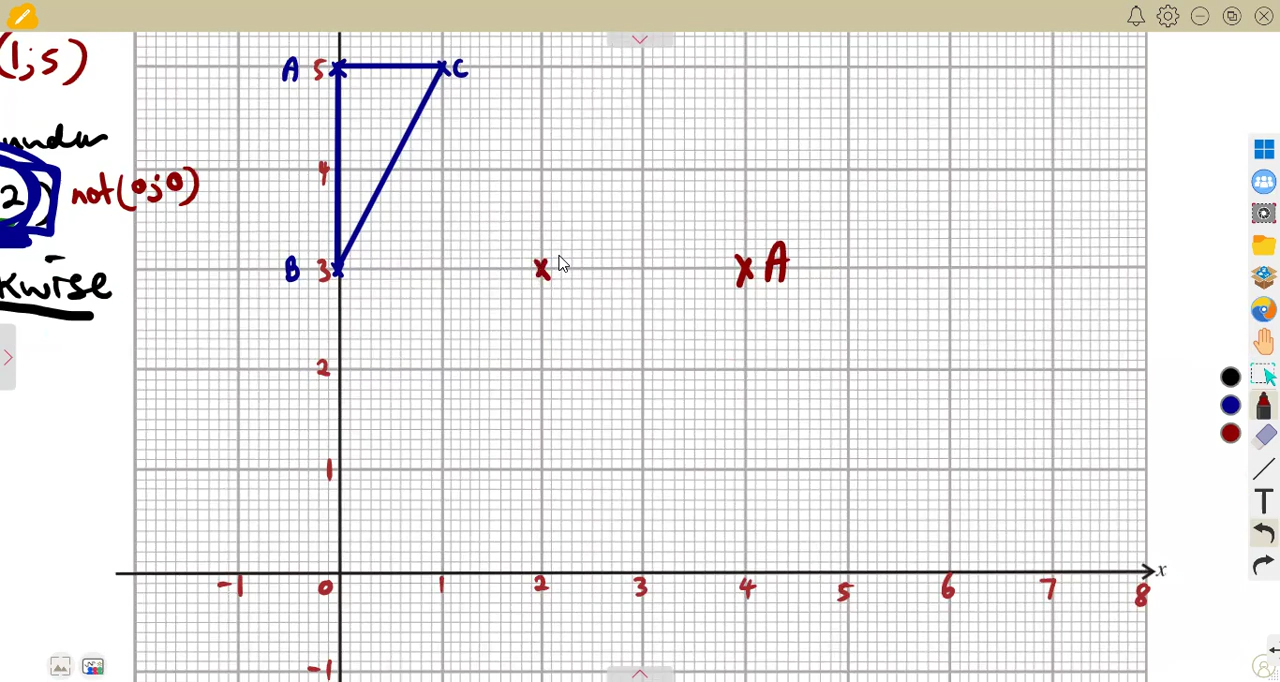 (1;5)
A 5 C
4
2) not (0;0)
B 3 A
kwise
2
1
x
-1 0 1 2 3 4 5 6 7 8
-1
T